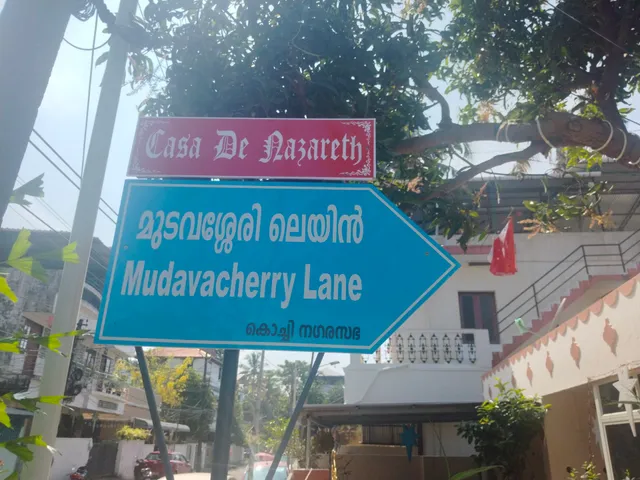 Casa De Nazareth
മുടവശ്ശേരി ലെയിൻ
Mudavacherry Lane
കൊച്ചി നഗരസഭ